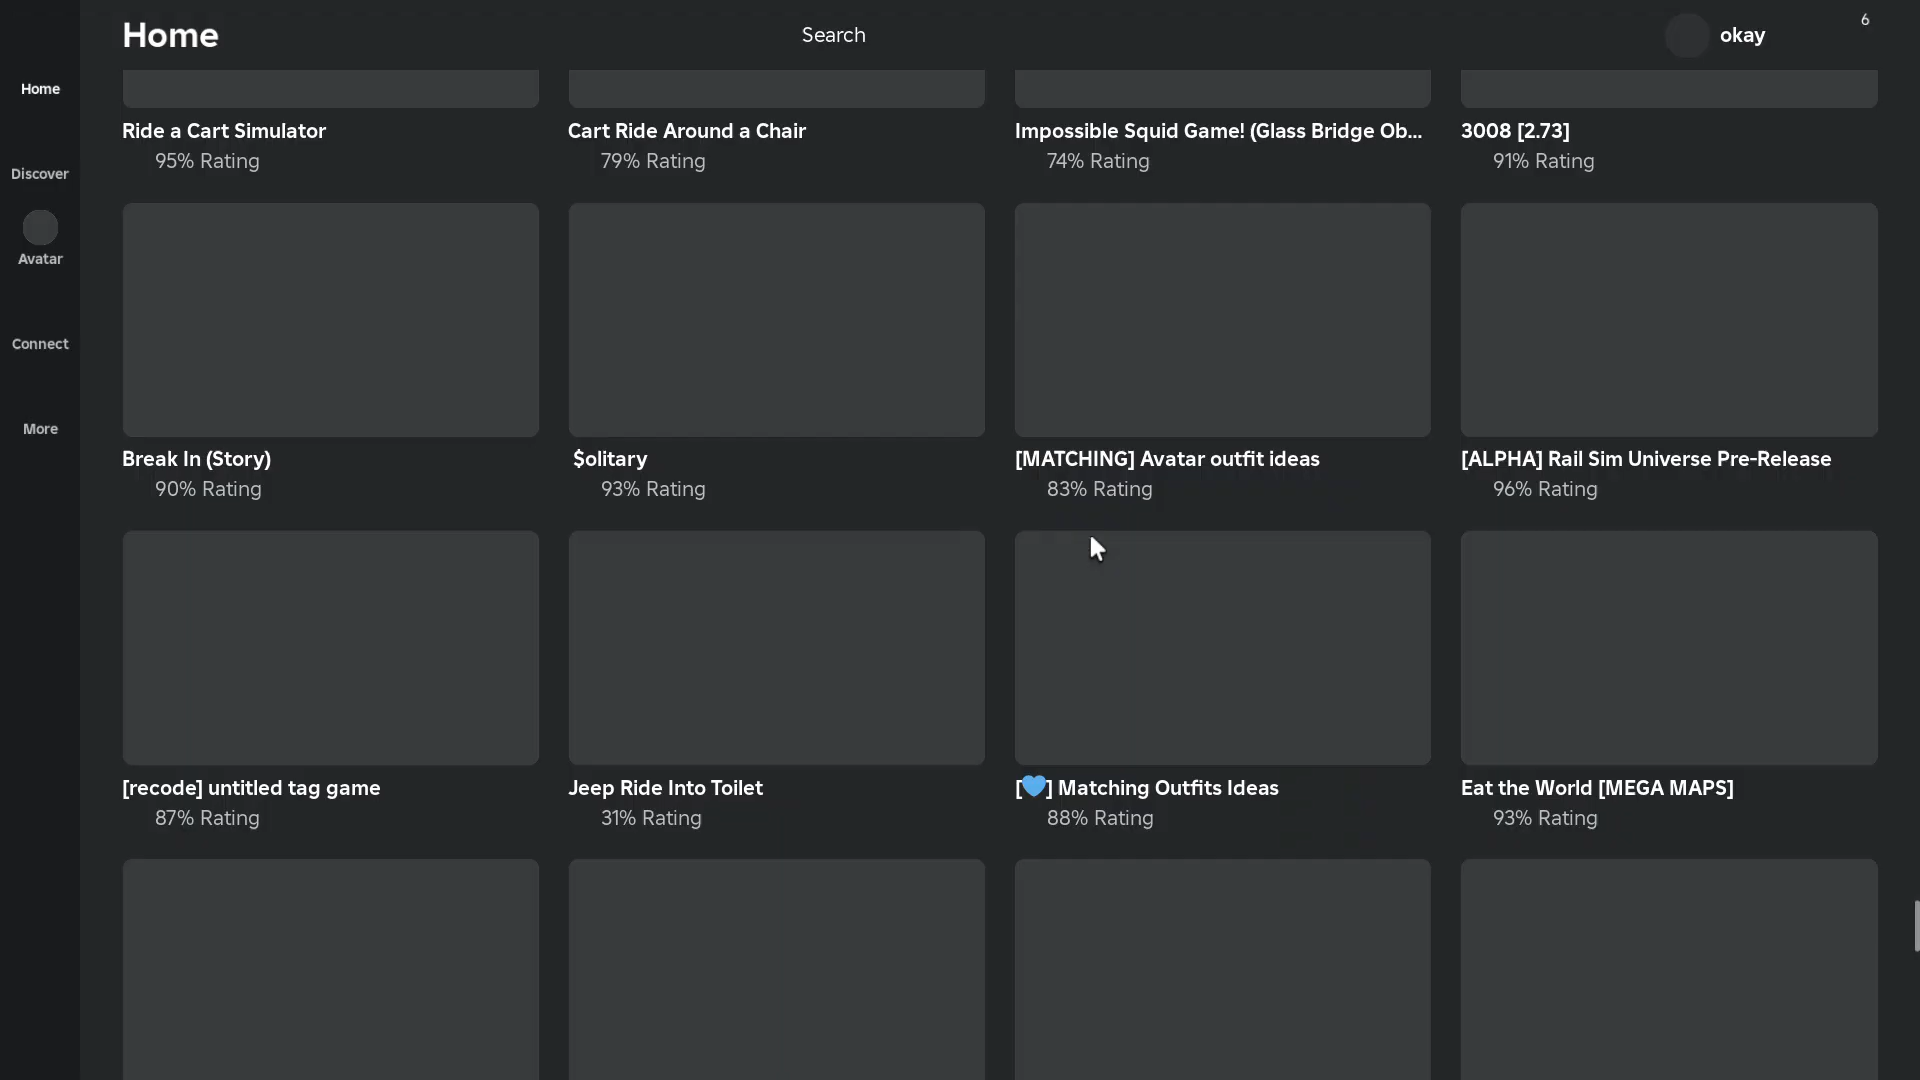 Home
Search
okay
6
Home
Discover
Avatar
Connect
More
Ride a Cart Simulator
95% Rating
Cart Ride Around a Chair
79% Rating
Impossible Squid Game! (Glass Bridge Ob...
74% Rating
3008 [2.73]
91% Rating
Break In (Story)
90% Rating
$olitary
93% Rating
[MATCHING] Avatar outfit ideas
83% Rating
[ALPHA] Rail Sim Universe Pre-Release
96% Rating
[recode] untitled tag game
87% Rating
Jeep Ride Into Toilet
31% Rating
[💙] Matching Outfits Ideas
88% Rating
Eat the World [MEGA MAPS]
93% Rating